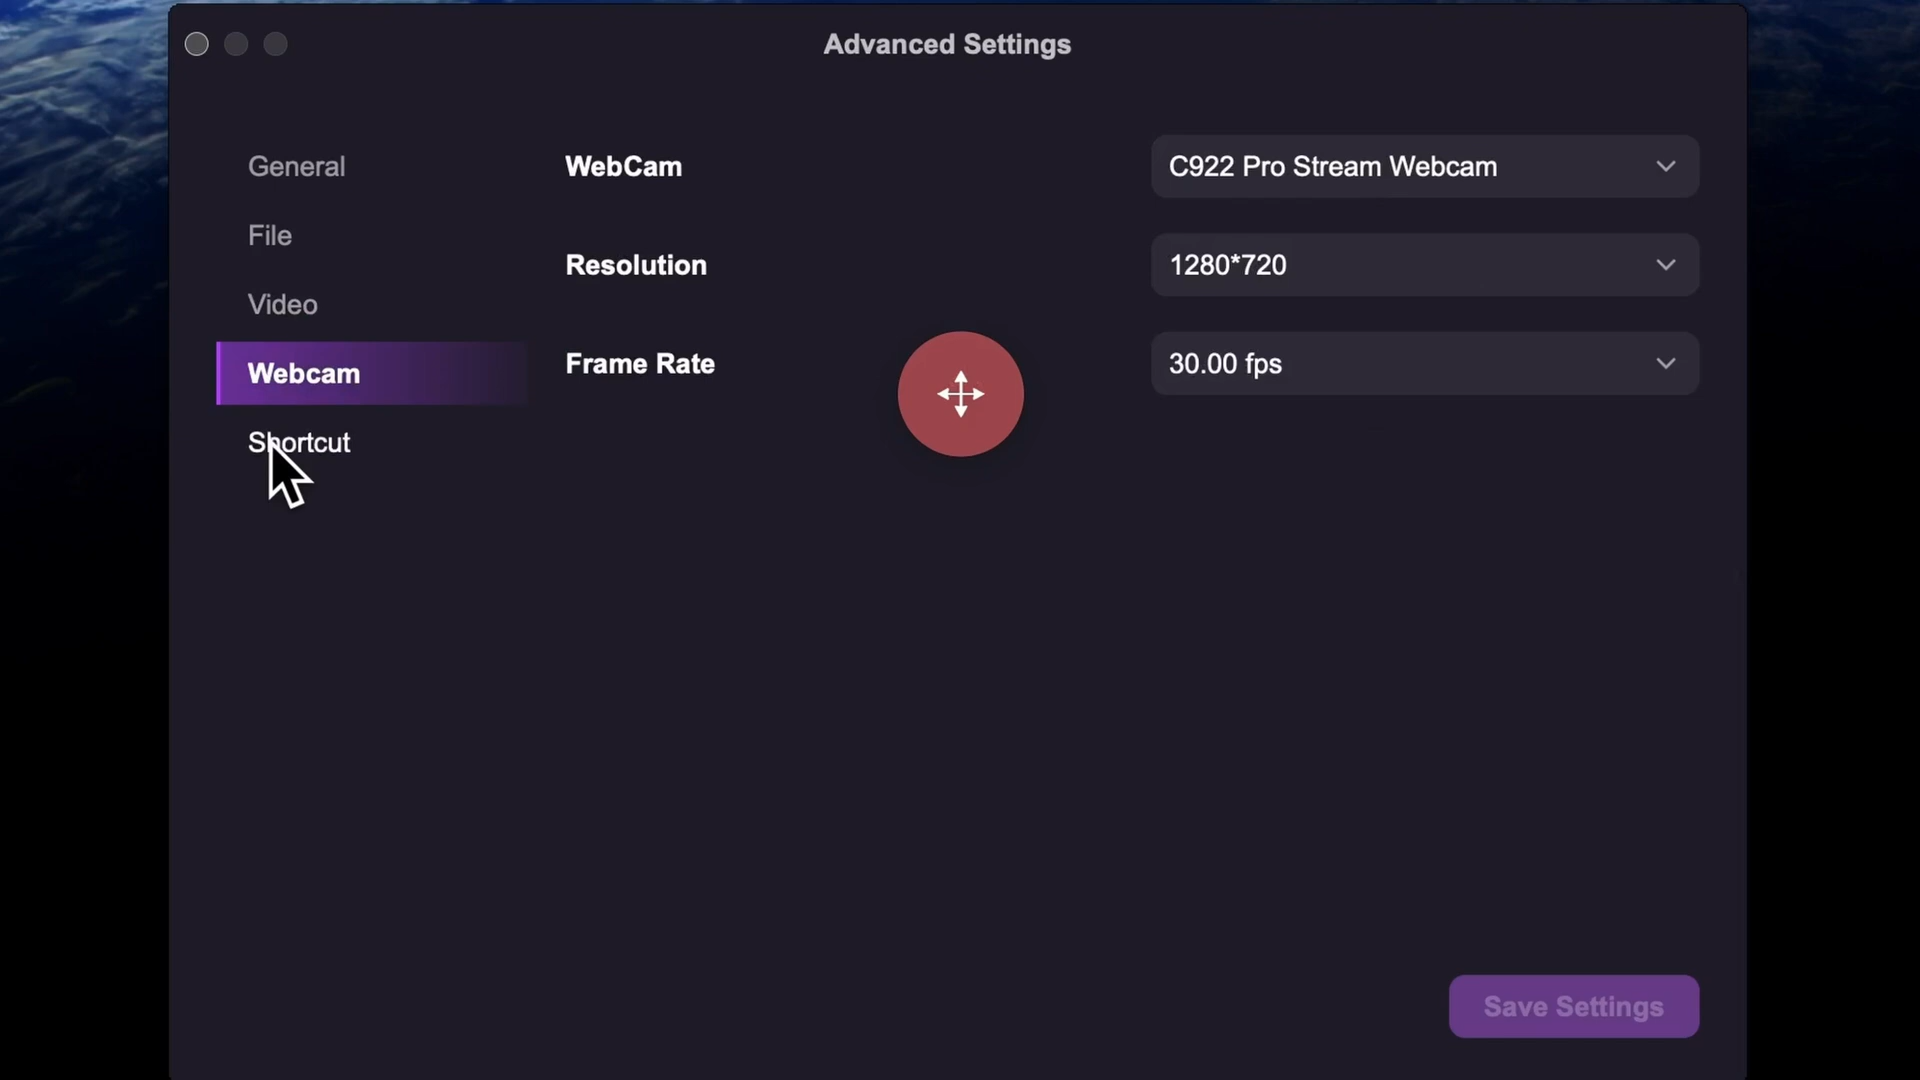 Advanced Settings
General
File
Video
Webcam
Shortcut
WebCam
C922 Pro Stream Webcam
Resolution
1280*720
Frame Rate
30.00 fps
Save Settings